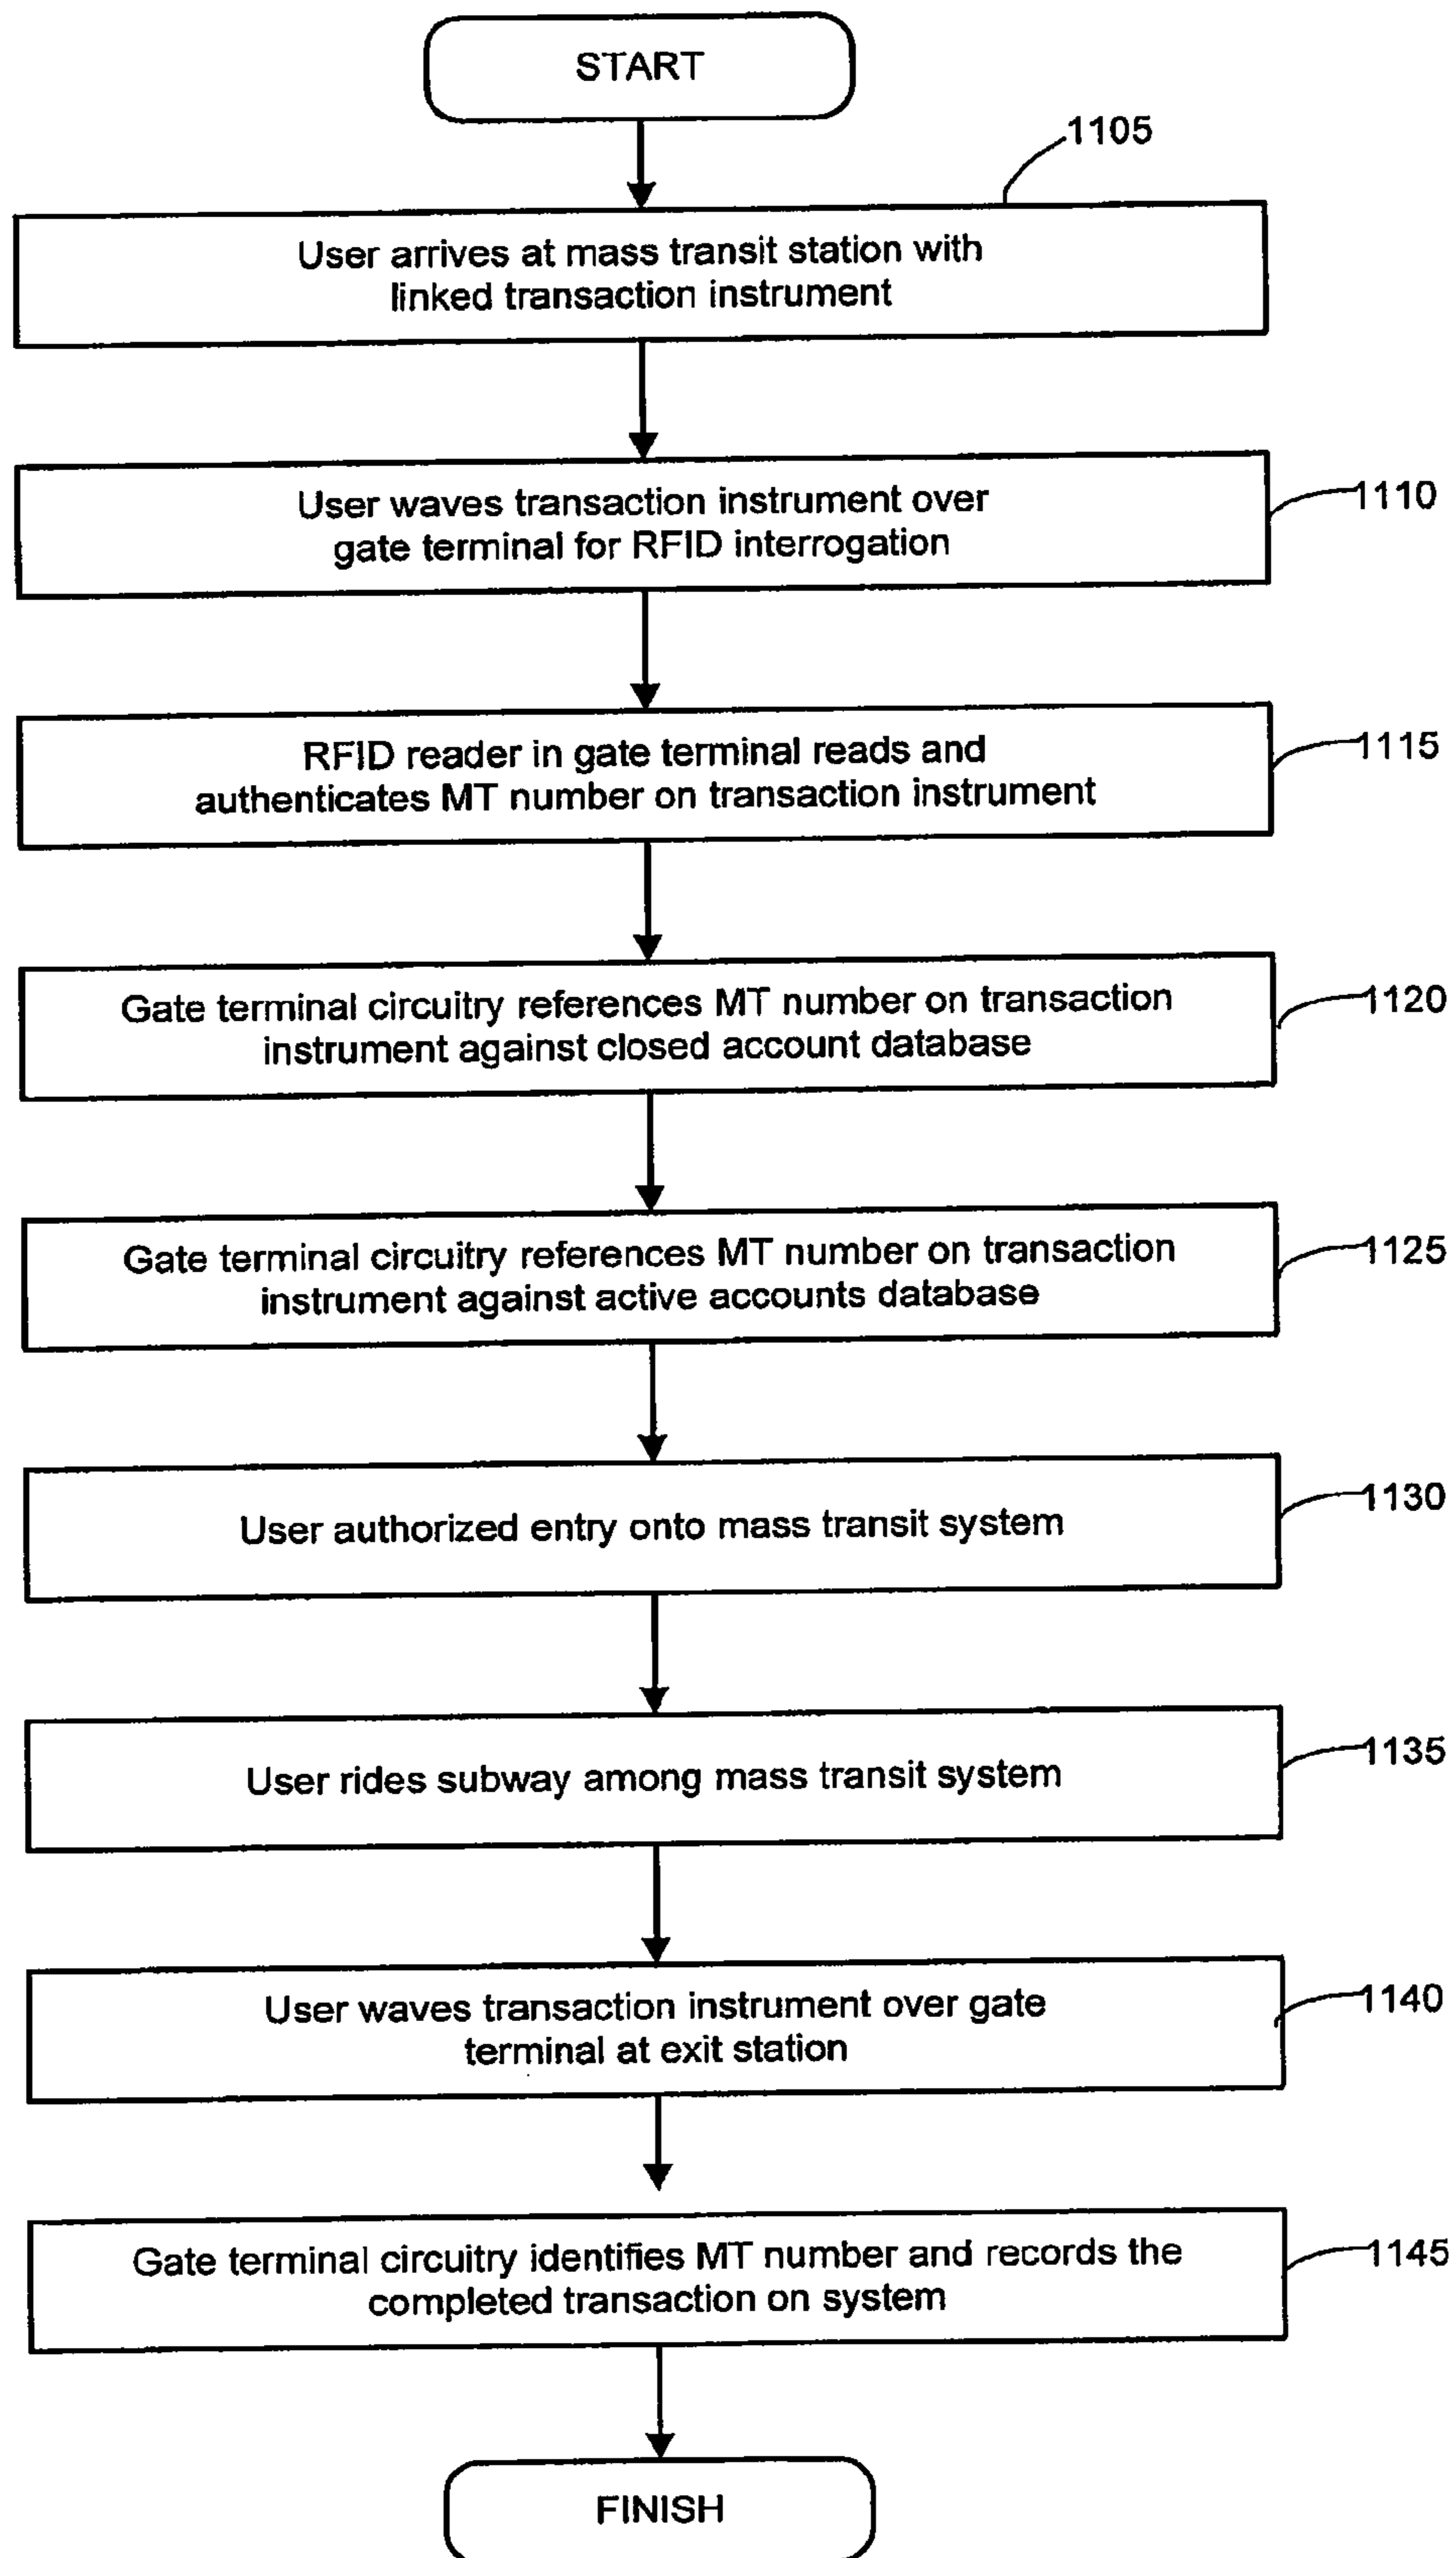 START
1105
User arrives at mass transit station with
linked transaction instrument
User waves transaction instrument over
gate terminal for RFID interrogation
1110
RFID reader in gate terminal reads and
authenticates MT number on transaction instrument
1115
Gate terminal circuitry references MT number on transaction
instrument against closed account database
1120
Gate terminal circuitry references MT number on transaction
instrument against active accounts database
1125
User authorized entry onto mass transit system
1130
User rides subway among mass transit system
1135
User waves transaction instrument over gate
terminal at exit station
1140
Gate terminal circuitry identifies MT number and records the
completed transaction on system
1145
FINISH